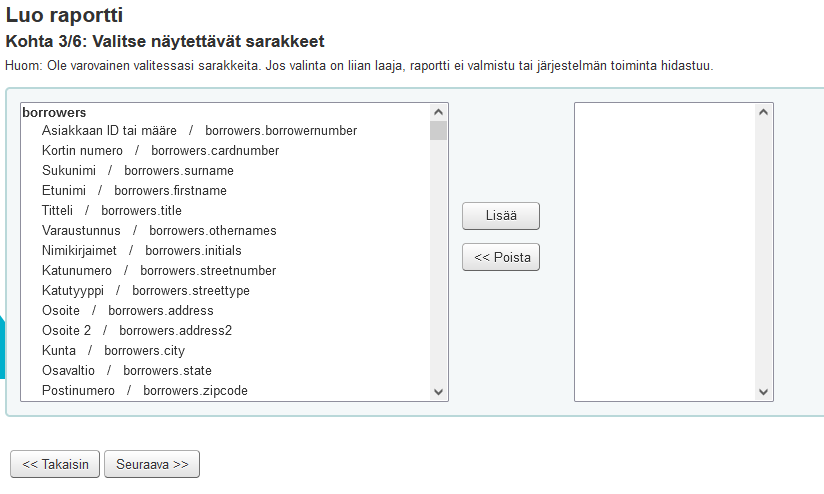 Luo raportti
Kohta 3/6: Valitse näytettävät sarakkeet
Huom: Ole varovainen valitessasi sarakkeita. Jos valinta on liian laaja, raportti ei valmistu tai järjestelmän toiminta hidastuu.
borrowers
Asiakkaan ID tai määre / borrowers.borrowernumber
Kortin numero / borrowers.cardnumber
Sukunimi / borrowers.surname
Etunimi / borrowers.firstname
Titteli / borrowers.title
Varaustunnus / borrowers.othernames
Nimikirjaimet / borrowers.initials
Katunumero / borrowers.streetnumber
Katutyyppi / borrowers.streettype
Osoite / borrowers.address
Osoite 2 / borrowers.address2
Kunta / borrowers.city
Osavaltio / borrowers.state
Postinumero / borrowers.zipcode
Lisää
<< Poista
<< Takaisin
Seuraava >>